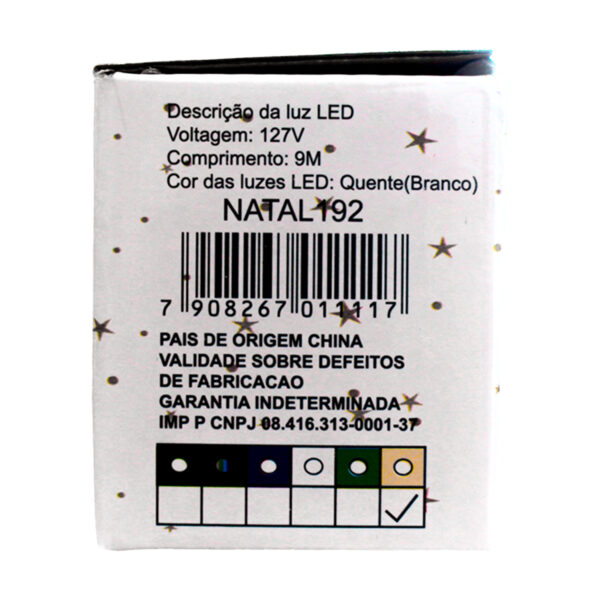 Descrição da luz LED
Voltagem: 127V
Comprimento: 9M
Cor das luzes LED: Quente(Branco)
NATAL192
7 908267 011117
PAIS DE ORIGEM CHINA
VALIDADE SOBRE DEFEITOS
DE FABRICACAO
GARANTIA INDETERMINADA
IMP P CNPJ 08.416.313-0001-37